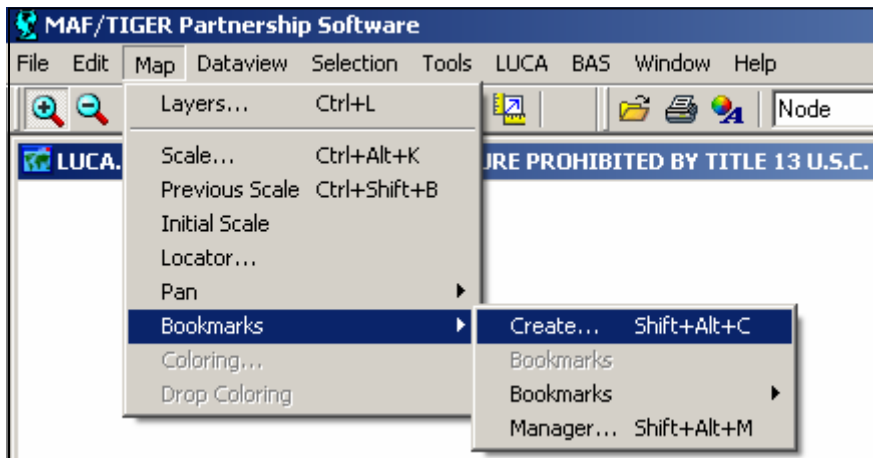 MAF/TIGER Partnership Software
File Edit Map Dataview Selection Tools LUCA BAS Window Help
Layers... Ctrl+L
Node
Scale... Ctrl+Alt+K
LUCA. URE PROHIBITED BY TITLE 13 U.S.C.
Previous Scale Ctrl+Shift+B
Initial Scale
Locator...
Pan
Bookmarks
Create... Shift+Alt+C
Coloring...
Bookmarks
Drop Coloring
Bookmarks
Manager... Shift+Alt+M